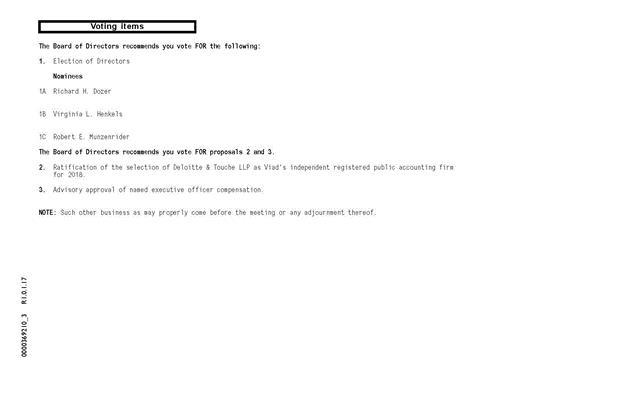 Voting items
The Board of Directors recommends you vote FOR the following:
1. Election of Directors
Nominees
1A Richard H. Dozer
1B Virginia L. Henkels
1C Robert E. Munzenrider
The Board of Directors recommends you vote FOR proposals 2 and 3.
2. Ratification of the selection of Deloitte & Touche LLP as Viad's independent registered public accounting firm
for 2018.
3. Advisory approval of named executive officer compensation.
NOTE: Such other business as may properly come before the meeting or any adjournment thereof.
0000369210_3 R1.0.1.17